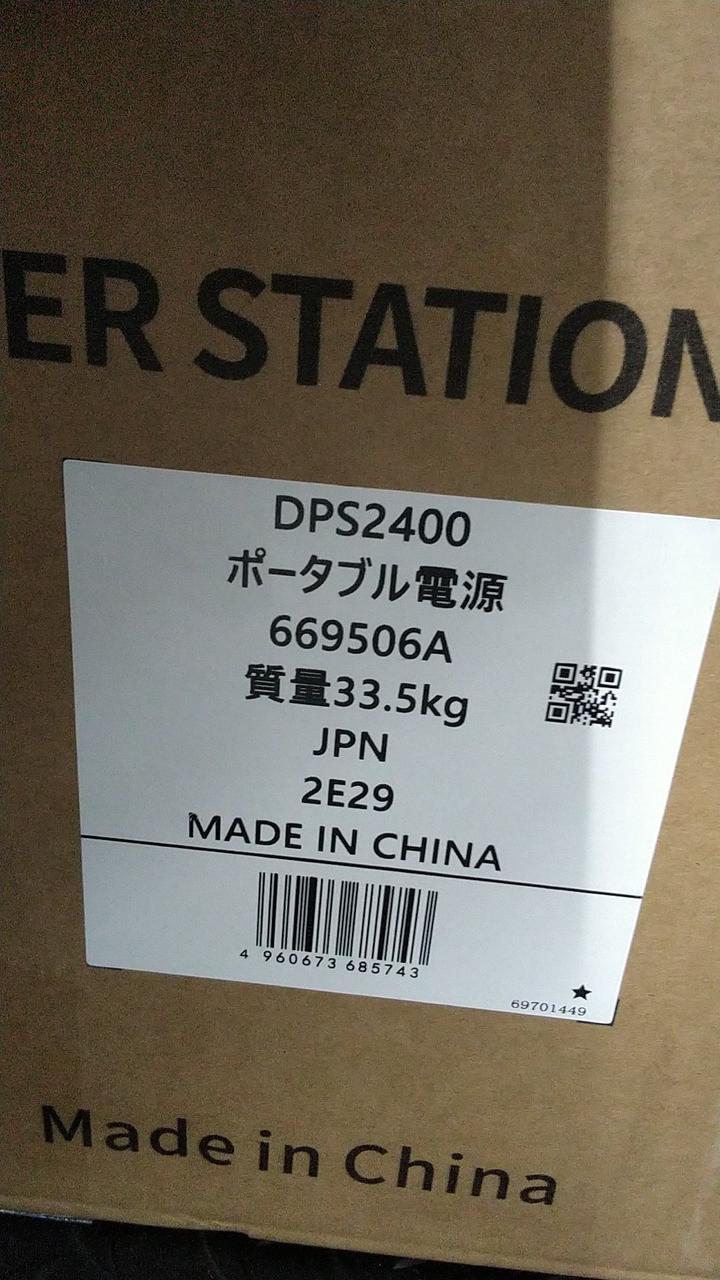 ER STATION
DPS2400
ポータブル電源
669506A
質量33.5kg
JPN
2E29
MADE IN CHINA
4 960673 685743
★
69701449
Made in China